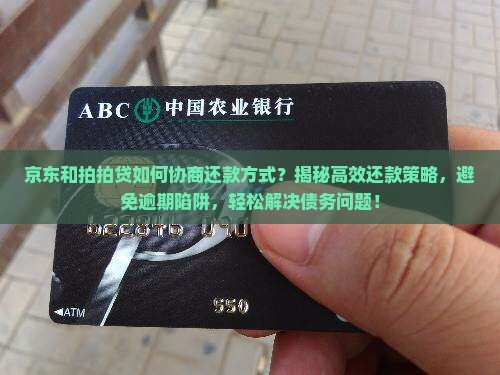 ABC 中国农业银行
京东和拍拍贷如何协商还款方式？揭秘高效还款策略，避
免逾期陷阱，轻松解决债务问题！
622846 090
550
◀ATM